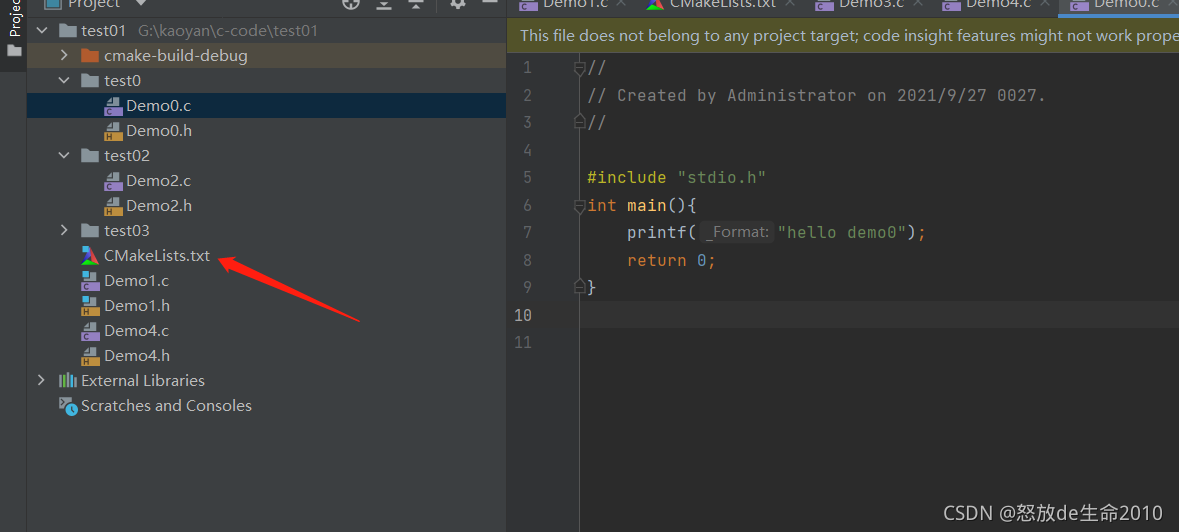 Project
Project
test01 G:\kaoyan\c-code\test01
cmake-build-debug
test0
Demo0.c
Demo0.h
test02
Demo2.c
Demo2.h
test03
CMakeLists.txt
Demo1.c
Demo1.h
Demo4.c
Demo4.h
External Libraries
Scratches and Consoles
Demo1.c CMakeLists.txt Demo3.c Demo4.c Demo0.c
This file does not belong to any project target; code insight features might not work prope
1 //
2 // Created by Administrator on 2021/9/27 0027.
3 //
4
5 #include "stdio.h"
6 int main(){
7 printf( _Format: "hello demo0");
8 return 0;
9 }
10
11
CSDN @怒放de生命2010